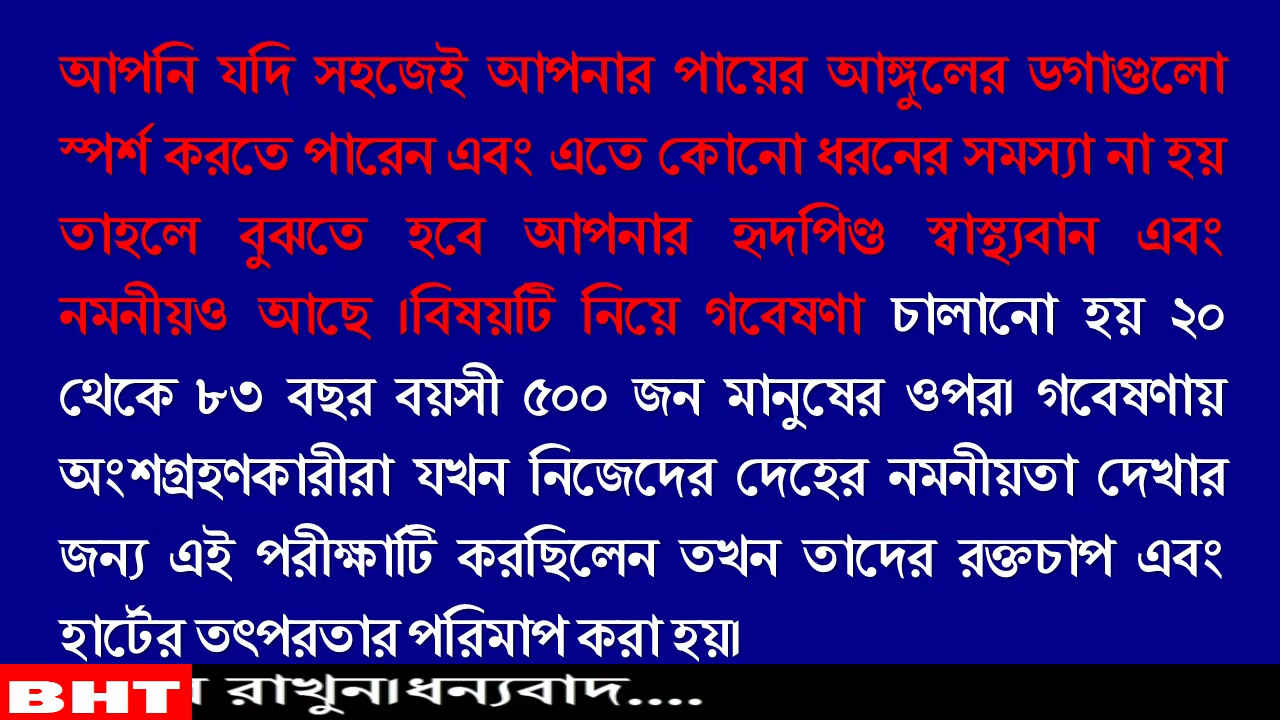 আপনি যদি সহজেই আপনার পায়ের আঙ্গুলের ডগাগুলো
স্পর্শ করতে পারেন এবং এতে কোনো ধরনের সমস্যা না হয়
তাহলে বুঝতে হবে আপনার হৃদপিণ্ড স্বাস্থ্যবান এবং
নমনীয়ও আছে ।বিষয়টি নিয়ে গবেষণা চালানো হয় ২০
থেকে ৮৩ বছর বয়সী ৫০০ জন মানুষের ওপর৷ গবেষণায়
অংশগ্রহণকারীরা যখন নিজেদের দেহের নমনীয়তা দেখার
জন্য এই পরীক্ষাটি করছিলেন তখন তাদের রক্তচাপ এবং
হার্টের তৎপরতার পরিমাপ করা হয়৷
BHT রাখুন।ধন্যবাদ....